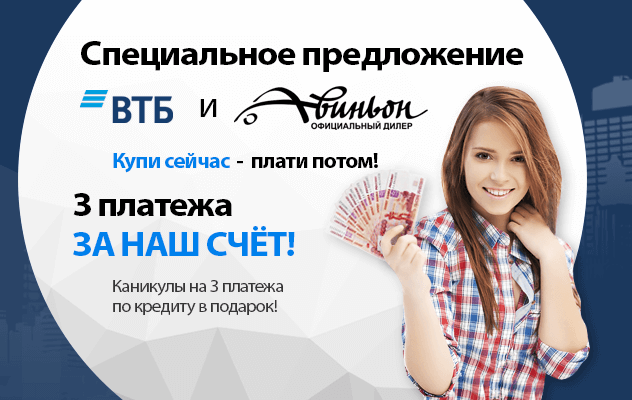 Специальное предложение
ВТБ и Авиньон
ОФИЦИАЛЬНЫЙ ДИЛЕР
Купи сейчас - плати потом!
3 платежа
ЗА НАШ СЧЁТ!
Каникулы на 3 платежа
по кредиту в подарок!